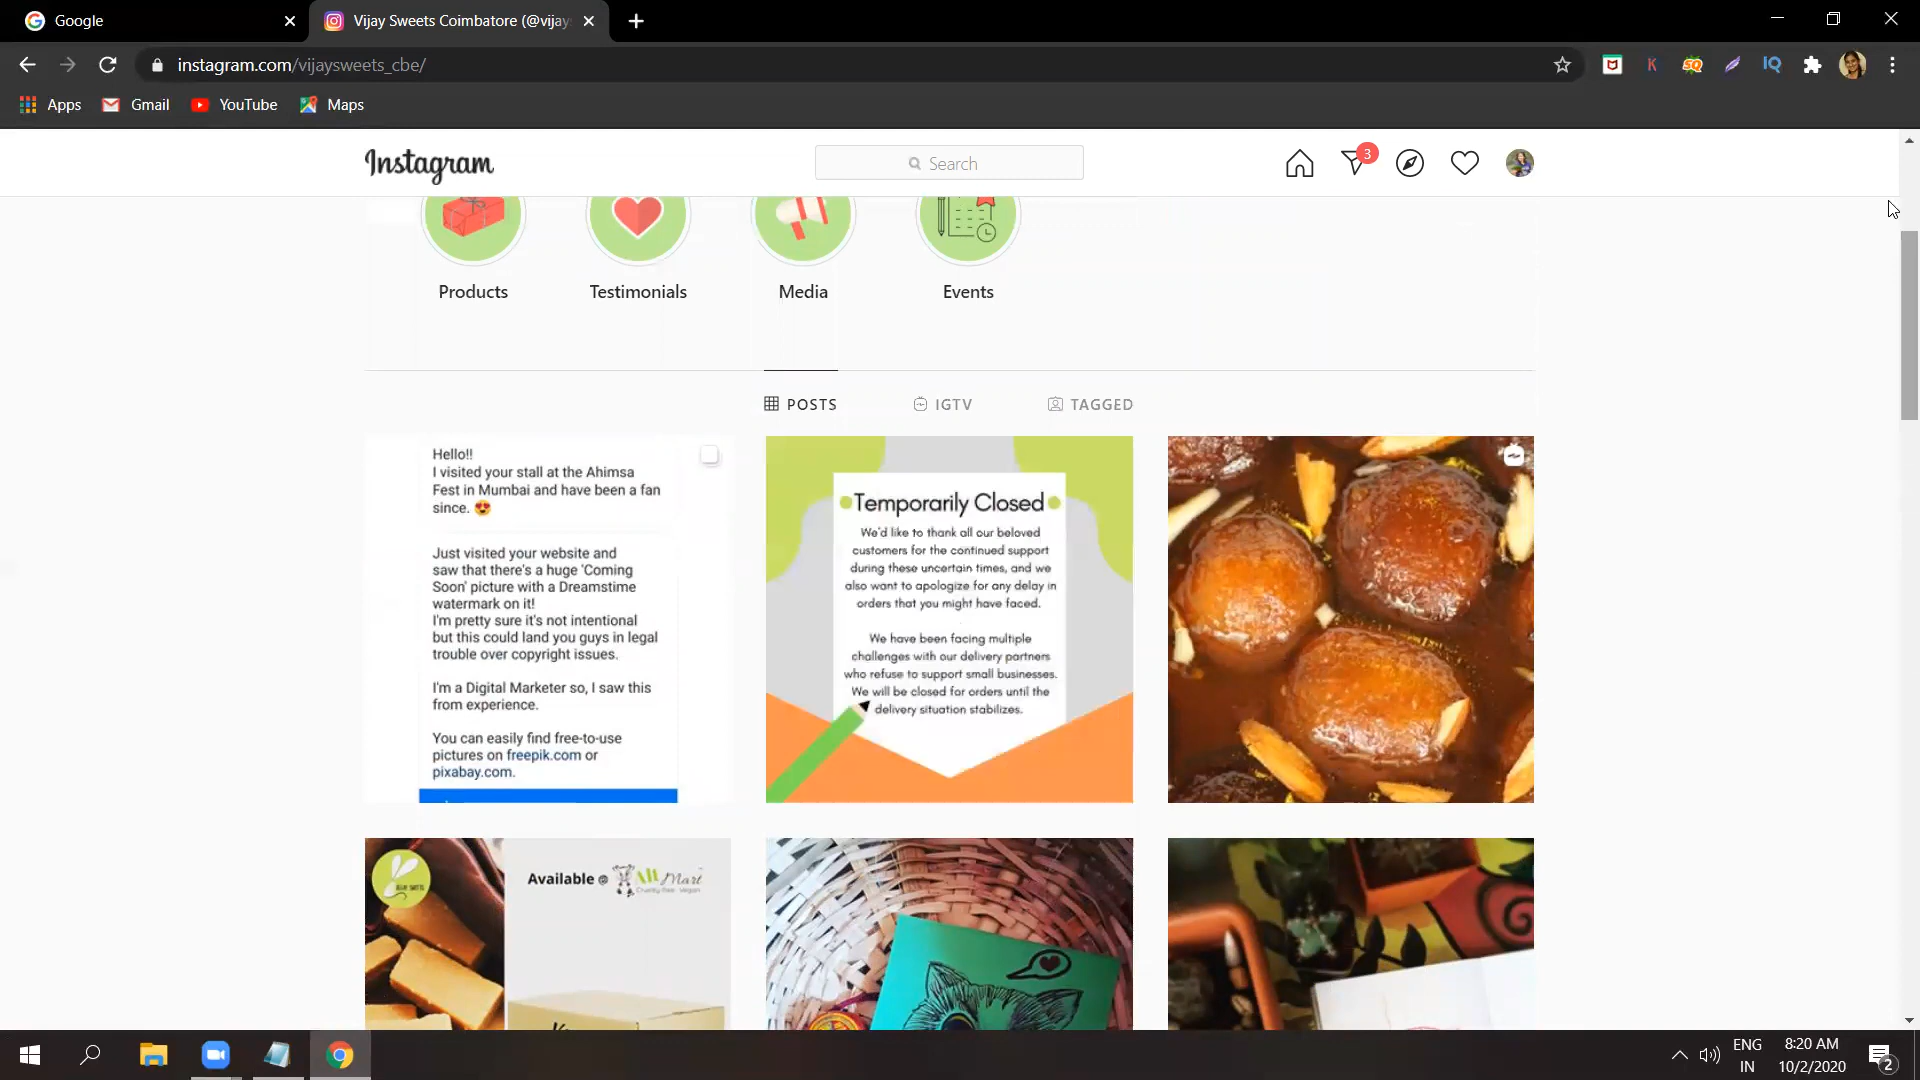 Google
Vijay Sweets Coimbatore (@vijay
instagram.com/vijaysweets_cbe/
Apps
Gmail
YouTube
Maps
Instagram
Search
3
Products
Testimonials
Media
Events
POSTS
IGTV
TAGGED
Hello!!
I visited your stall at the Ahimsa
Fest in Mumbai and have been a fan
since.
Just visited your website and
saw that there's a huge 'Coming
Soon' picture with a Dreamstime
watermark on it!
I'm pretty sure it's not intentional
but this could land you guys in legal
trouble over copyright issues.
I'm a Digital Marketer so, I saw this
from experience.
You can easily find free-to-use
pictures on freepik.com or
pixabay.com.
Temporarily Closed
We'd like to thank all our beloved
customers for the continued support
during these uncertain times, and we
also want to apologize for any delay in
orders that you might have faced.
We have been facing multiple
challenges with our delivery partners
who refuse to support small businesses.
We will be closed for orders until the
delivery situation stabilizes.
VIJAY SWEETS
Available @
Mart
Cruelty Free Vegan
ENG
IN
8:20 AM
10/2/2020
2